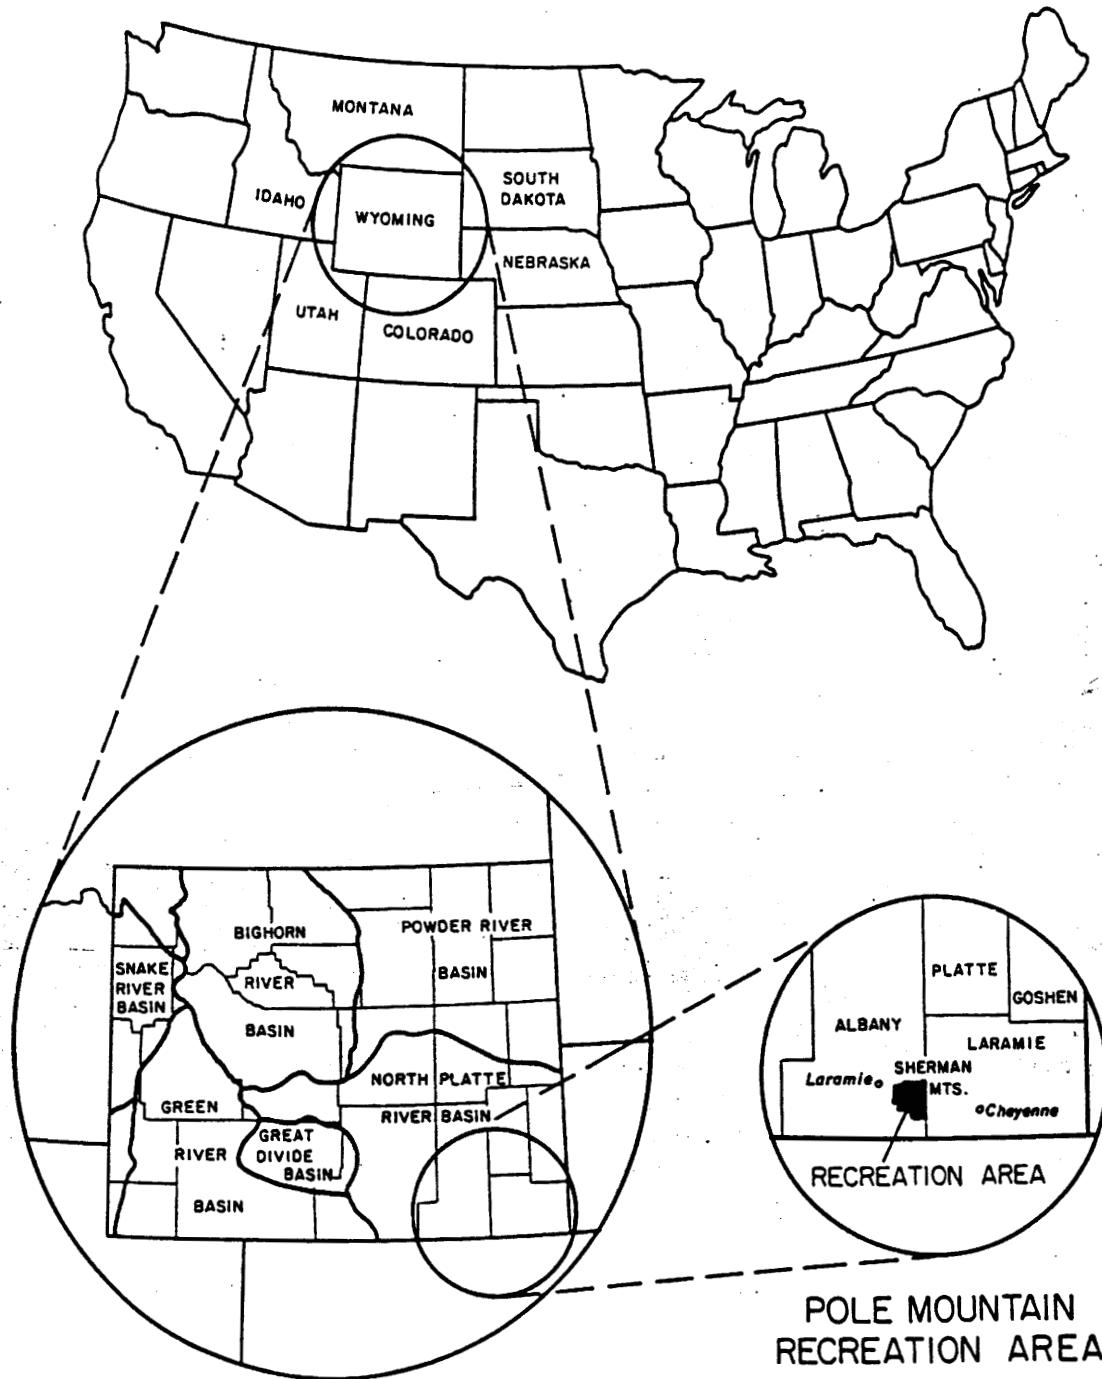 MONTANA
SOUTH
DAKOTA
IDAHO
WYOMING
NEBRASKA
UTAH
COLORADO
BIGHORN
POWDER RIVER
SNAKE
RIVER
BASIN
RIVER
BASIN
BASIN
NORTH PLATTE
GREEN
RIVER BASIN
GREAT
DIVIDE
BASIN
RIVER
BASIN
PLATTE
GOSHEN
ALBANY
LARAMIE
SHERMAN
MTS.
Laramie
Cheyenne
RECREATION AREA
POLE MOUNTAIN
RECREATION AREA